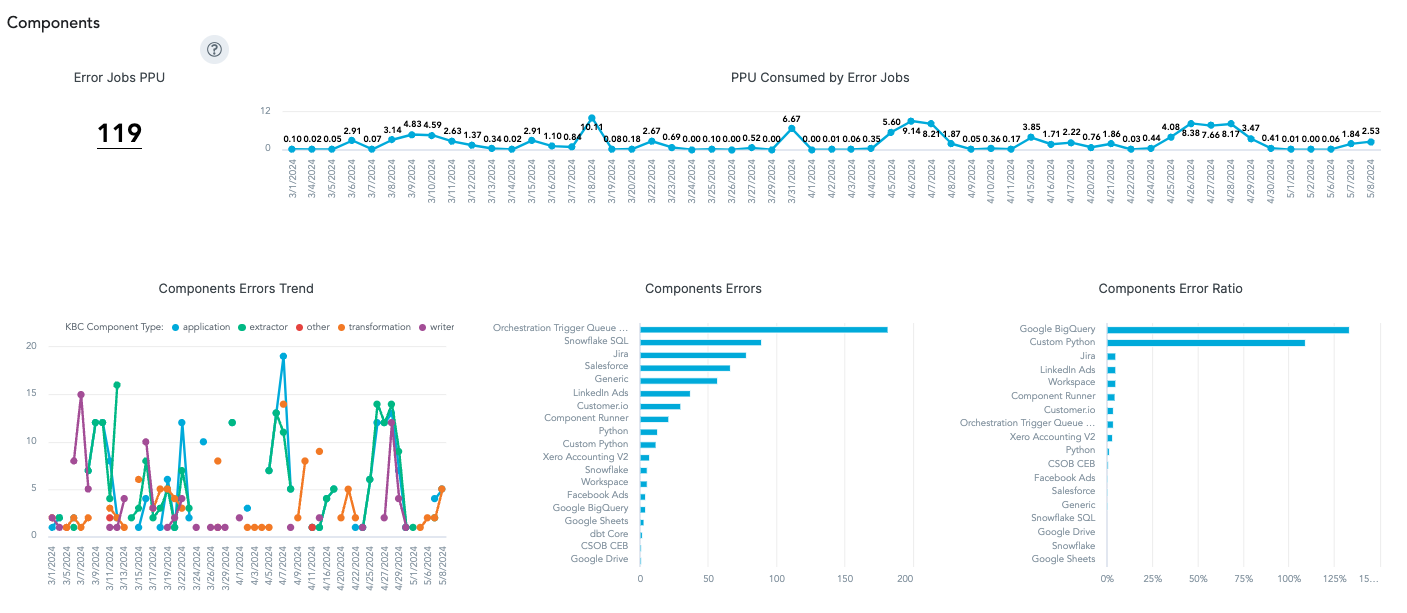 Components
?
Error Jobs PPU
119
PPU Consumed by Error Jobs
12
0
0.10 0.02 0.05 2.91 0.07 3.14 4.83 4.59 2.63 1.37 0.34 0.02 2.91 1.10 0.84 10.11 0.08 0.18 2.67 0.69 0.00 0.10 0.00 0.52 0.00 6.67 0.00 0.01 0.06 0.35 5.60 9.14 8.21 1.87 0.05 0.36 0.17 3.85 1.71 2.22 0.76 1.86 0.03 0.44 4.08 8.38 7.66 8.17 3.47 0.41 0.01 0.00 0.06 1.84 2.53
3/1/2024 3/4/2024 3/5/2024 3/6/2024 3/7/2024 3/8/2024 3/9/2024 3/10/2024 3/11/2024 3/12/2024 3/13/2024 3/14/2024 3/15/2024 3/16/2024 3/17/2024 3/18/2024 3/19/2024 3/20/2024 3/22/2024 3/23/2024 3/24/2024 3/25/2024 3/26/2024 3/27/2024 3/29/2024 3/31/2024 4/1/2024 4/2/2024 4/3/2024 4/4/2024 4/5/2024 4/6/2024 4/7/2024 4/8/2024 4/9/2024 4/10/2024 4/11/2024 4/15/2024 4/16/2024 4/17/2024 4/20/2024 4/21/2024 4/22/2024 4/24/2024 4/25/2024 4/26/2024 4/27/2024 4/28/2024 4/29/2024 4/30/2024 5/1/2024 5/2/2024 5/6/2024 5/7/2024 5/8/2024
Components Errors Trend
KBC Component Type: application extractor other transformation writer
20
15
10
5
0
3/1/2024 3/5/2024 3/7/2024 3/9/2024 3/11/2024 3/13/2024 3/15/2024 3/17/2024 3/19/2024 3/22/2024 3/24/2024 3/26/2024 3/29/2024 4/1/2024 4/3/2024 4/5/2024 4/7/2024 4/9/2024 4/11/2024 4/16/2024 4/20/2024 4/22/2024 4/25/2024 4/27/2024 4/29/2024 5/1/2024 5/6/2024 5/8/2024
Components Errors
Orchestration Trigger Queue ...
Snowflake SQL
Jira
Salesforce
Generic
LinkedIn Ads
Customer.io
Component Runner
Python
Custom Python
Xero Accounting V2
Snowflake
Workspace
Facebook Ads
Google BigQuery
Google Sheets
dbt Core
CSOB CEB
Google Drive
0 50 100 150 200
Components Error Ratio
Google BigQuery
Custom Python
Jira
LinkedIn Ads
Workspace
Component Runner
Customer.io
Orchestration Trigger Queue ...
Xero Accounting V2
Python
CSOB CEB
Facebook Ads
Salesforce
Generic
Snowflake SQL
Google Drive
Snowflake
Google Sheets
0% 25% 50% 75% 100% 125% 15...